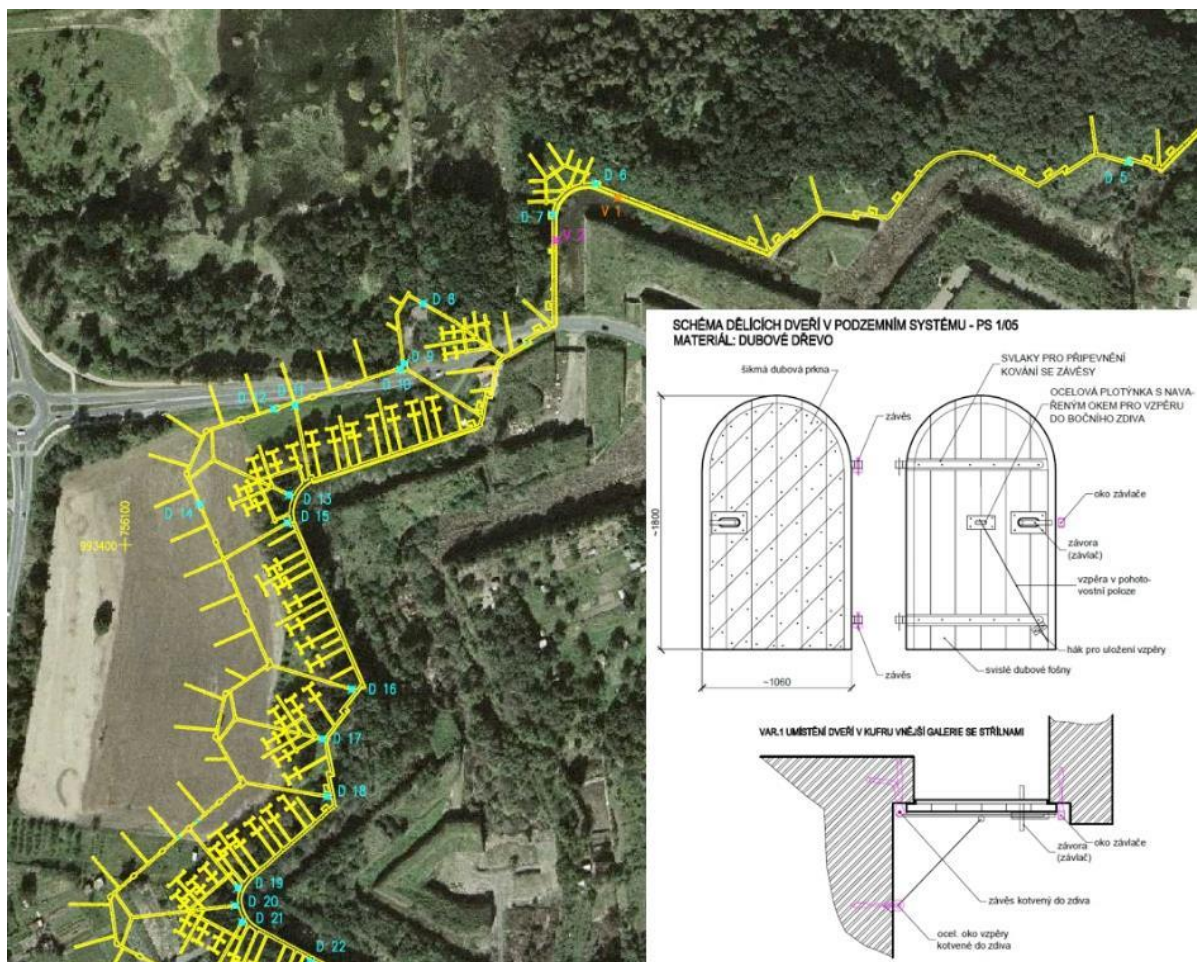 D 6
V 1
D 5
D 7
V 2
D 8
D 9
D 10
D 11
D 12
D 13
D 14
D 15
756100
993400
D 16
D 17
D 18
D 19
D 20
D 21
D 22
SCHÉMA DĚLÍCÍCH DVEŘÍ V PODZEMNÍM SYSTÉMU - PS 1/05
MATERIÁL: DUBOVÉ DŘEVO
šikmá dubová prkna
závěs
SVLAKY PRO PŘIPEVNĚNÍ
KOVÁNÍ SE ZÁVĚSY
OCELOVÁ PLOTÝNKA S NAVA-
ŘENÝM OKEM PRO VZPĚRU
DO BOČNÍHO ZDIVA
oko závlače
závora
(závlač)
vzpěra v pohoto-
vostní poloze
hák pro uložení vzpěry
svislé dubové fošny
závěs
~1800
~1060
VAR.1 UMÍSTĚNÍ DVEŘÍ V KUFRU VNĚJŠÍ GALERIE SE STŘÍLNAMI
oko závlače
závora
(závlač)
závěs kotvený do zdiva
ocel. oko vzpěry
kotvené do zdiva